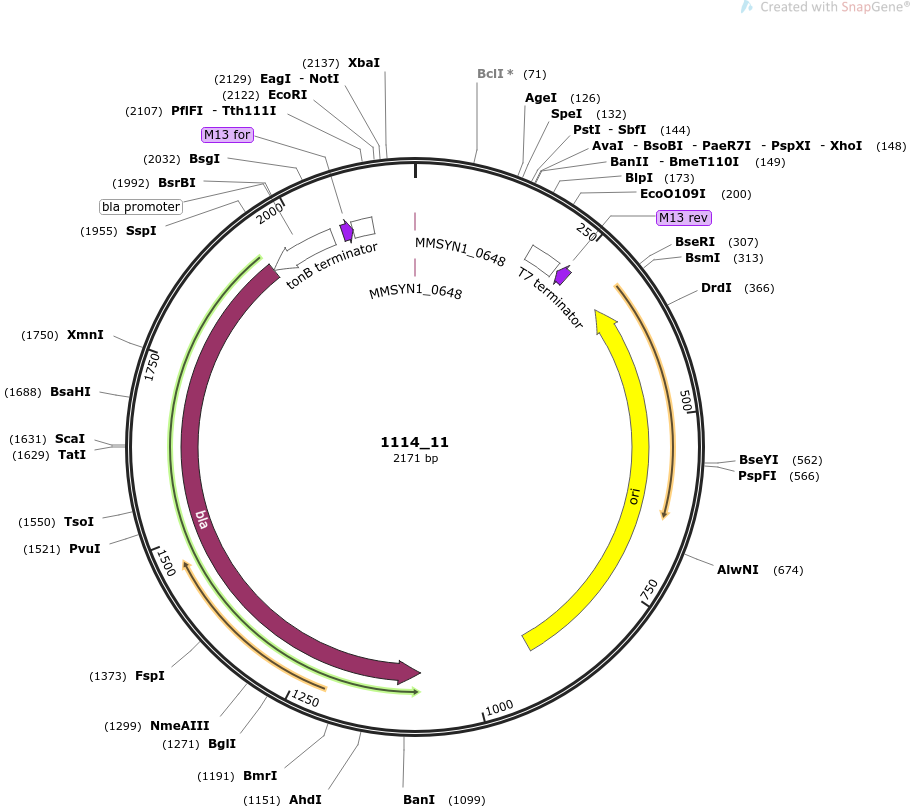 Created with SnapGene®
(2137) XbaI
(2129) EagI - NotI
(2122) EcoRI
(2107) PflFI - Tth111I
M13 for
(2032) BsgI
(1992) BsrBI
bla promoter
(1955) SspI
BclI * (71)
AgeI (126)
SpeI (132)
PstI - SbfI (144)
AvaI - BsoBI - PaeR7I - PspXI - XhoI (148)
BanII - BmeT110I (149)
BlpI (173)
EcoO109I (200)
M13 rev
BseRI (307)
BsmI (313)
DrdI (366)
2000
250
tonB terminator
MMSYN1_0648
MMSYN1_0648
T7 terminator
(1750) XmnI
1750
(1688) BsaHI
500
(1631) ScaI
(1629) TatI
1114_11
2171 bp
BseYI (562)
PspFI (566)
ori
bla
(1550) TsoI
(1521) PvuI
1500
AlwNI (674)
750
(1373) FspI
1250
1000
(1299) NmeAIII
(1271) BglI
(1191) BmrI
(1151) AhdI
BanI (1099)